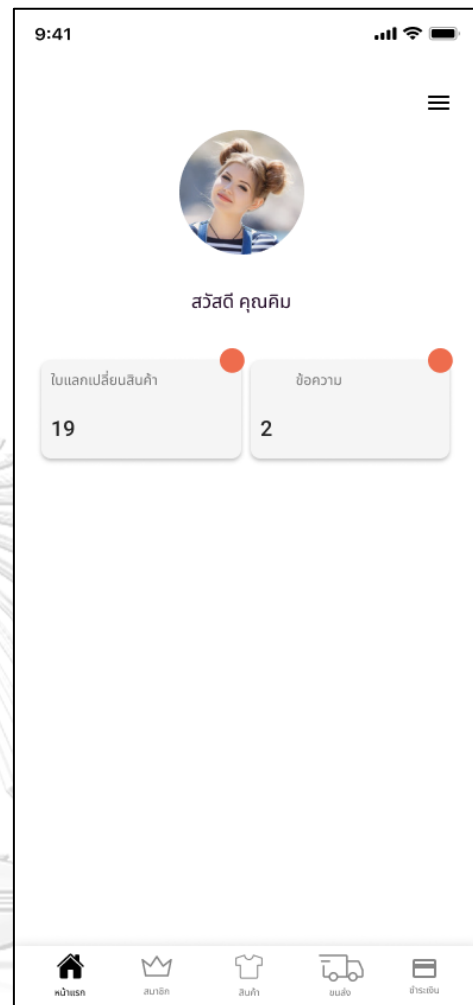 9:41
สวัสดี คุณคิม
ใบแลกเปลี่ยนสินค้า
ข้อความ
19
2
หน้าแรก
สมาชิก
สินค้า
ขนส่ง
ชำระเงิน